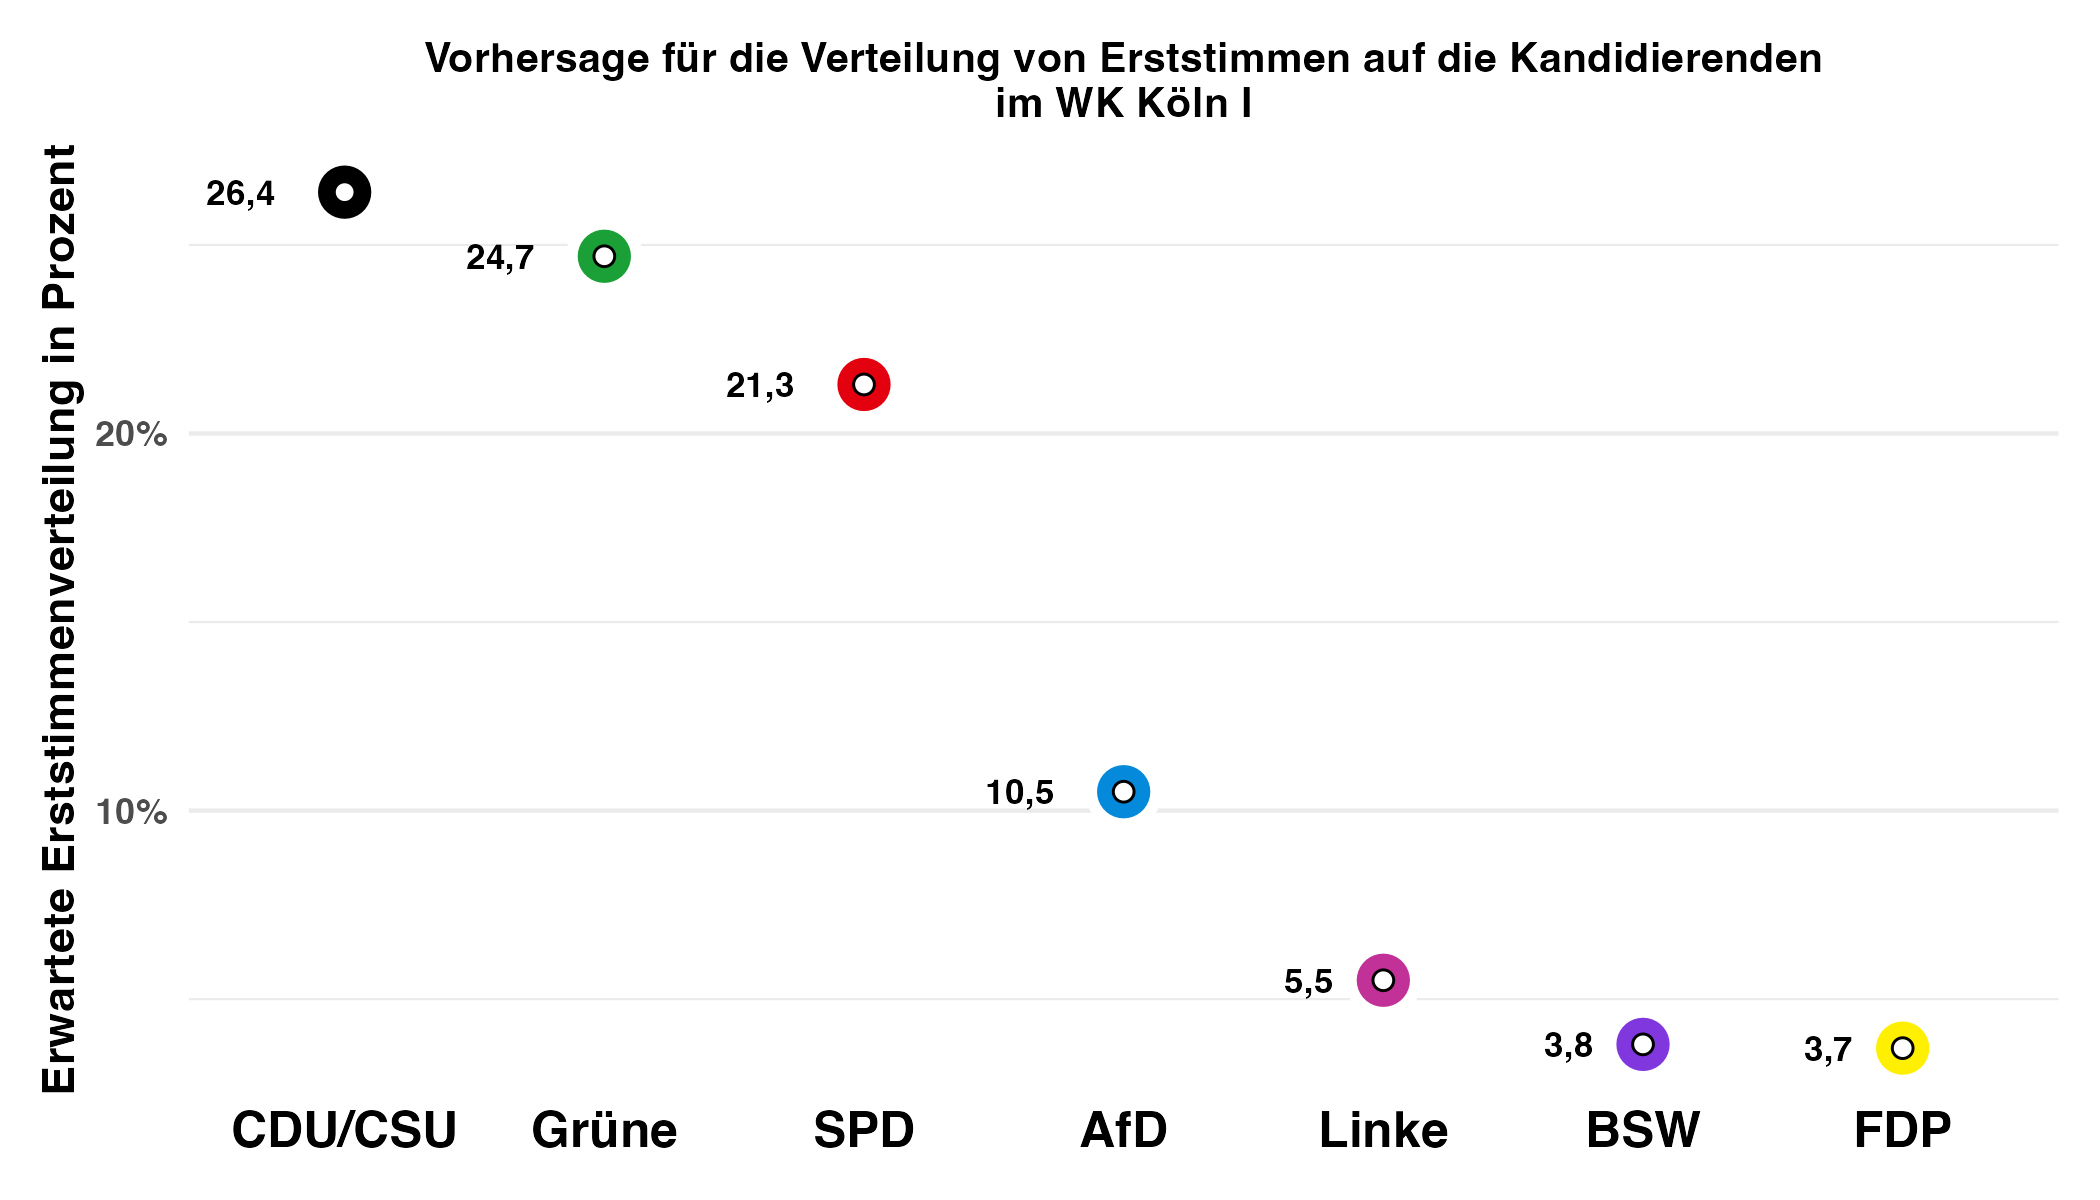 Vorhersage für die Verteilung von Erststimmen auf die Kandidierenden
im WK Köln I
Erwartete Erststimmenverteilung in Prozent
20%
10%
26,4
24,7
21,3
10,5
5,5
3,8
3,7
CDU/CSU
Grüne
SPD
AfD
Linke
BSW
FDP